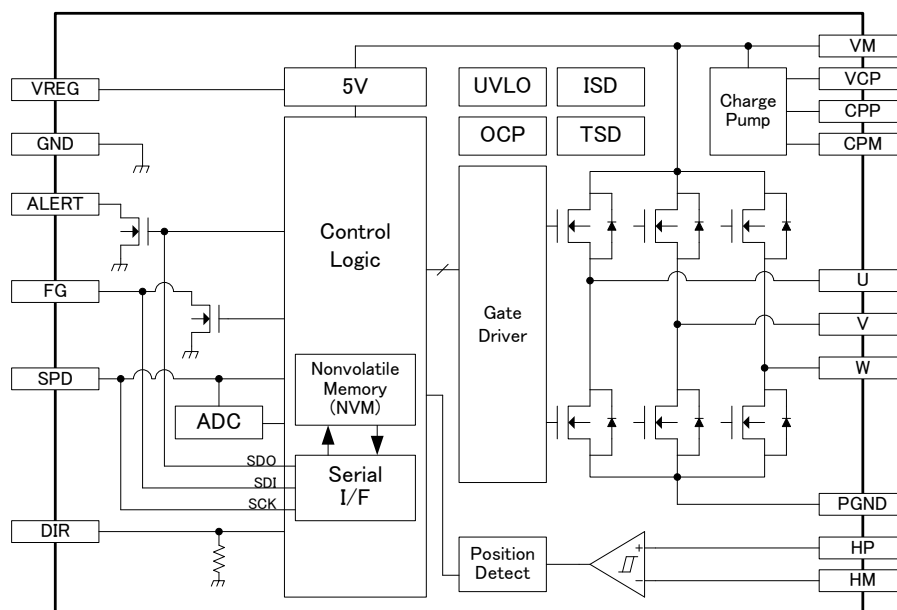 VM
VREG
5V
UVLO
ISD
Charge
Pump
VCP
CPP
CPM
GND
OCP
TSD
ALERT
Control
Logic
FG
Gate
Driver
U
V
W
SPD
ADC
Nonvolatile
Memory
(NVM)
SDO
SDI
SCK
Serial
I/F
PGND
DIR
Position
Detect
+
−
HP
HM